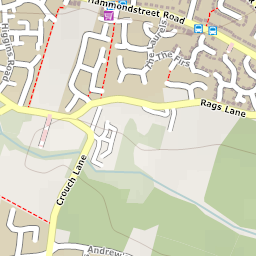 Hammondstreet Road
Higgins Road
The Laurels
The Firs
Rags Lane
Crouch Lane
Andrew